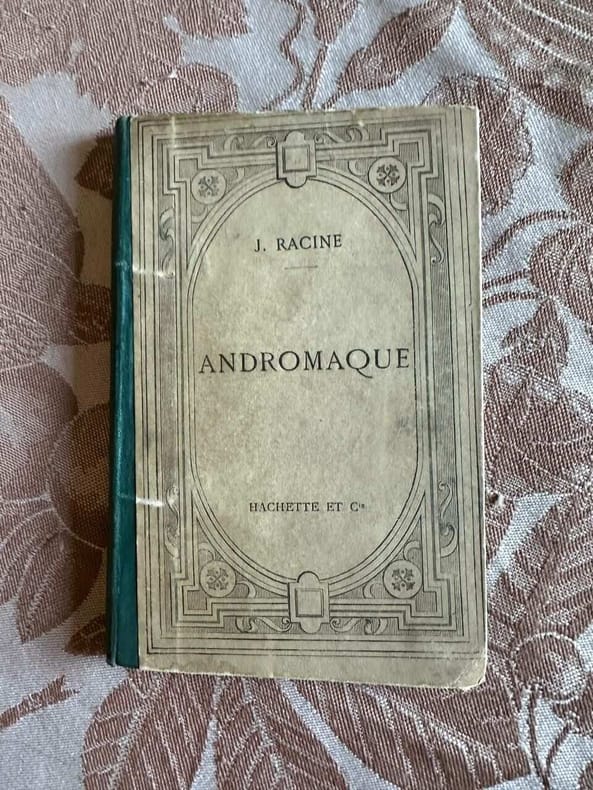 J. RACINE
ANDROMAQUE
HACHETTE ET Cie